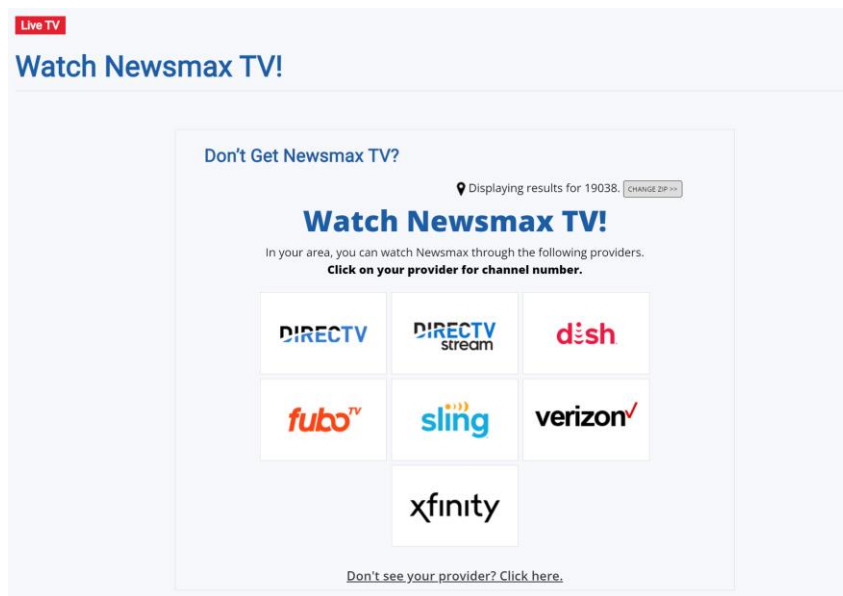 Live TV
Watch Newsmax TV!
Don't Get Newsmax TV?
Displaying results for 19038. CHANGE ZIP >>
Watch Newsmax TV!
In your area, you can watch Newsmax through the following providers.
Click on your provider for channel number.
DIRECTV
DIRECTV stream
dish
fuboTV
sling
verizon
xfinity
Don't see your provider? Click here.